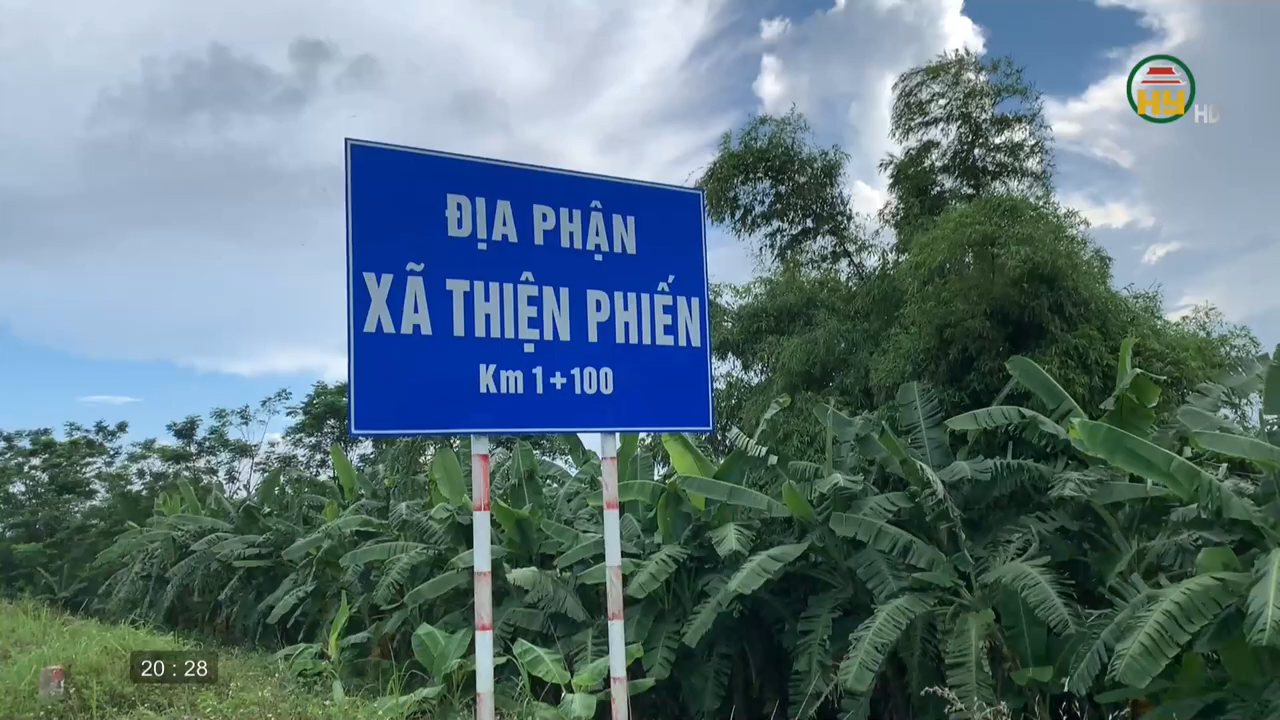 HY HD
ĐỊA PHẬN
XÃ THIỆN PHIẾN
Km 1+100
20 : 28